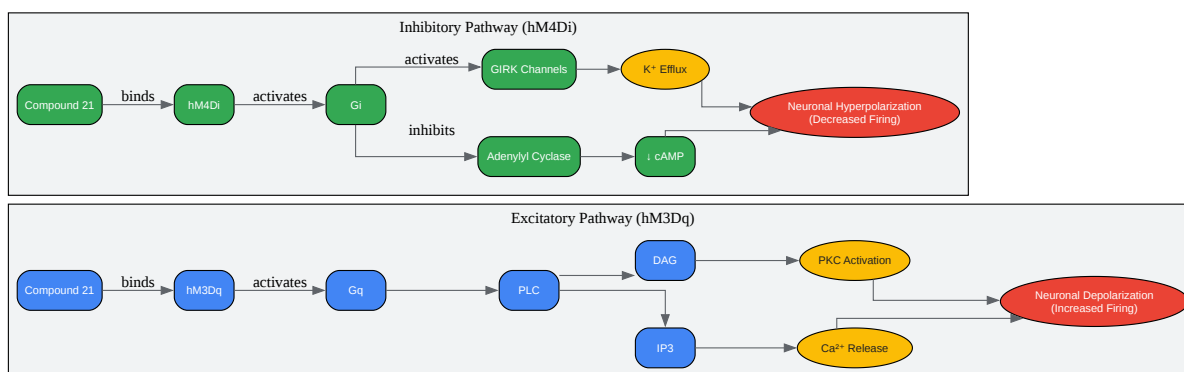 Inhibitory Pathway (hM4Di)
activates
GIRK Channels
K⁺ Efflux
Compound 21
binds
hM4Di
activates
Gi
Neuronal Hyperpolarization
(Decreased Firing)
inhibits
Adenylyl Cyclase
↓ cAMP
Excitatory Pathway (hM3Dq)
DAG
PKC Activation
Compound 21
binds
hM3Dq
activates
Gq
PLC
Neuronal Depolarization
(Increased Firing)
IP3
Ca²⁺ Release